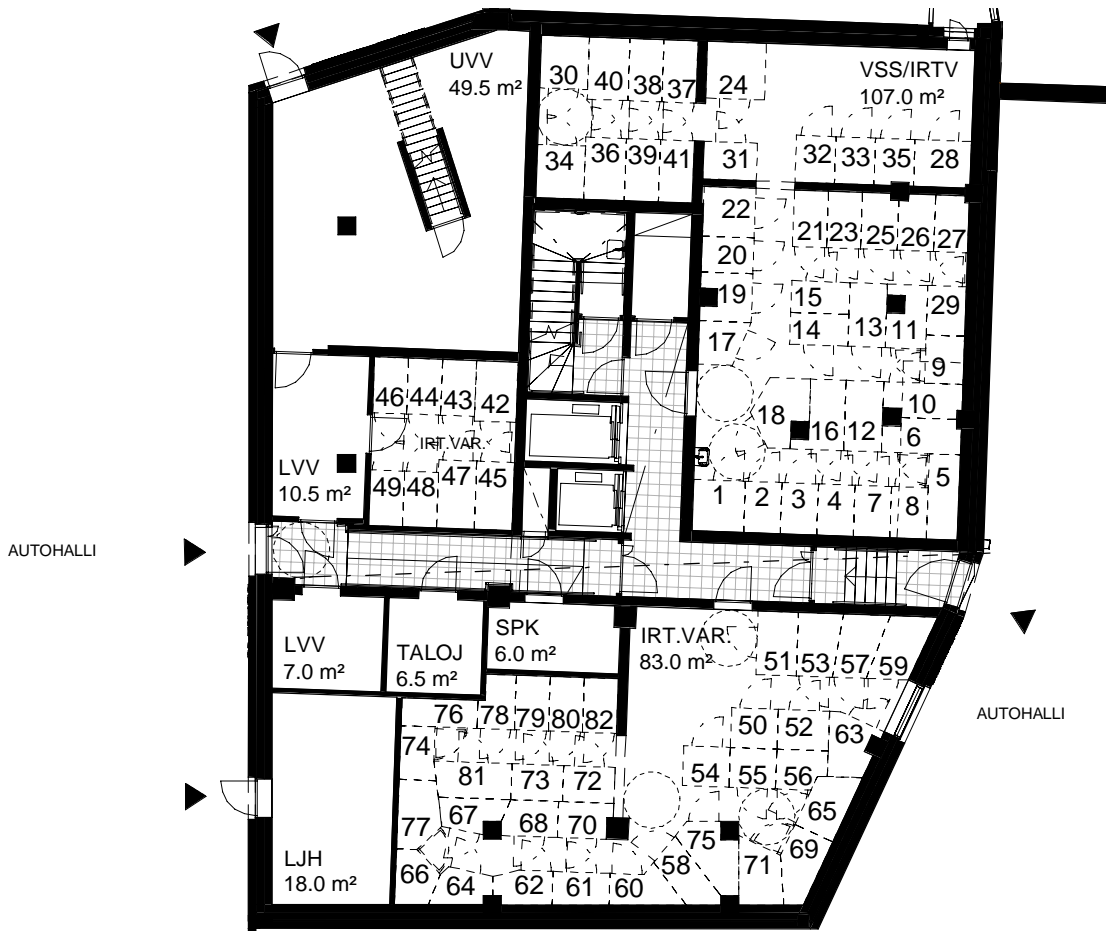 UVV
49.5 m²
VSS/IRTV
107.0 m²
30 40 38 37 24
34 36 39 41 31 32 33 35 28
22 21 23 25 26 27
20
19 15 29
17 14 13 11
9
46 44 43 42 18 16 12 10
IRT.VAR.
6
49 48 47 45 5
LVV
10.5 m²
1 2 3 4 7 8
AUTOHALLI
LVV
7.0 m²
TALOJ
6.5 m²
SPK
6.0 m²
IRT.VAR.
83.0 m²
51 53 57 59
AUTOHALLI
76 78 79 80 82 50 52 63
74
81 73 72 54 55 56
67 68 70 65
77 75 69
66 64 62 61 60 58 71
LJH
18.0 m²